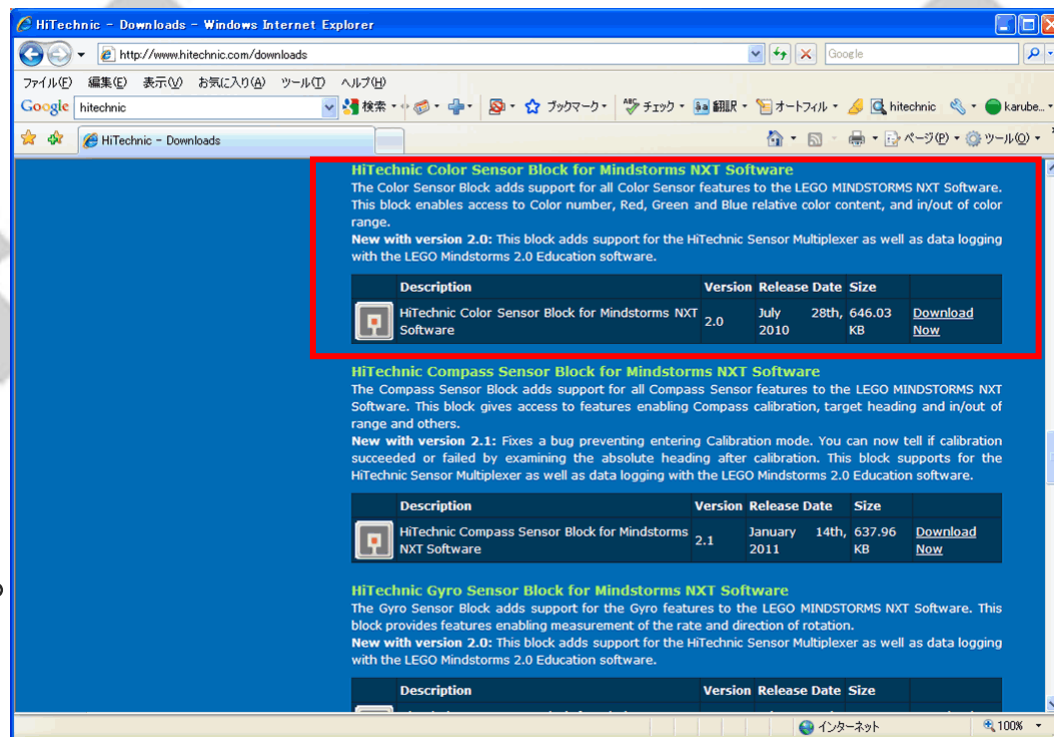 HiTechnic - Downloads - Windows Internet Explorer
http://www.hitechnic.com/downloads
Google
ファイル(F) 編集(E) 表示(V) お気に入り(A) ツール(T) ヘルプ(H)
Google hitechnic 検索 ブックマーク チェック 翻訳 オートフィル hitechnic karube...
HiTechnic - Downloads ページ(P) ツール(O)
HiTechnic Color Sensor Block for Mindstorms NXT Software
The Color Sensor Block adds support for all Color Sensor features to the LEGO MINDSTORMS NXT Software.
This block enables access to Color number, Red, Green and Blue relative color content, and in/out of color
range.
New with version 2.0: This block adds support for the HiTechnic Sensor Multiplexer as well as data logging
with the LEGO Mindstorms 2.0 Education software.
Description Version Release Date Size
HiTechnic Color Sensor Block for Mindstorms NXT
Software 2.0 July 28th,
2010 646.03
KB Download
Now
HiTechnic Compass Sensor Block for Mindstorms NXT Software
The Compass Sensor Block adds support for all Compass Sensor features to the LEGO MINDSTORMS NXT
Software. This block gives access to features enabling Compass calibration, target heading and in/out of
range and others.
New with version 2.1: Fixes a bug preventing entering Calibration mode. You can now tell if calibration
succeeded or failed by examining the absolute heading after calibration. This block supports for the
HiTechnic Sensor Multiplexer as well as data logging with the LEGO Mindstorms 2.0 Education software.
Description Version Release Date Size
HiTechnic Compass Sensor Block for Mindstorms
NXT Software 2.1 January 14th,
2011 637.96
KB Download
Now
HiTechnic Gyro Sensor Block for Mindstorms NXT Software
The Gyro Sensor Block adds support for the Gyro features to the LEGO MINDSTORMS NXT Software. This
block provides features enabling measurement of the rate and direction of rotation.
New with version 2.0: This block adds support for the HiTechnic Sensor Multiplexer as well as data logging
with the LEGO Mindstorms 2.0 Education software.
Description Version Release Date Size
インターネット 100%